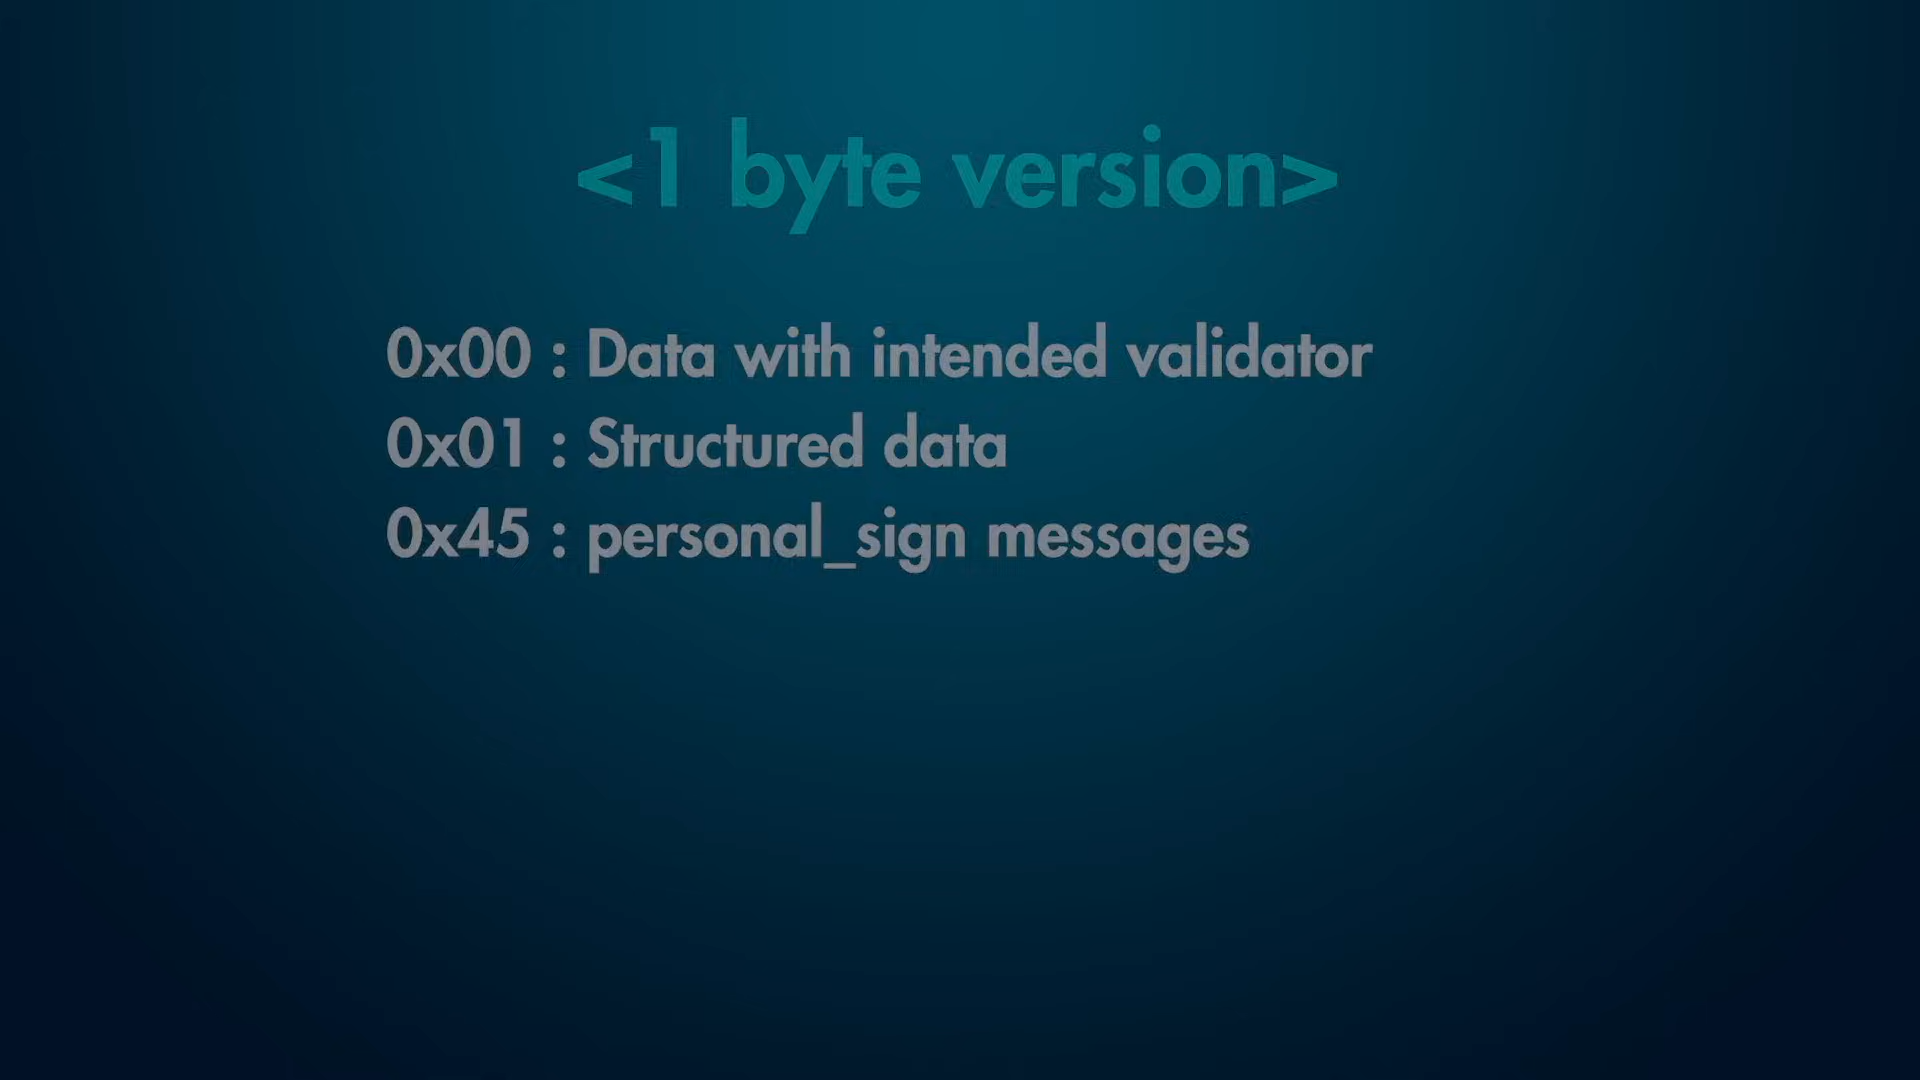 <1 byte version>
0x00 : Data with intended validator
0x01 : Structured data
0x45 : personal_sign messages